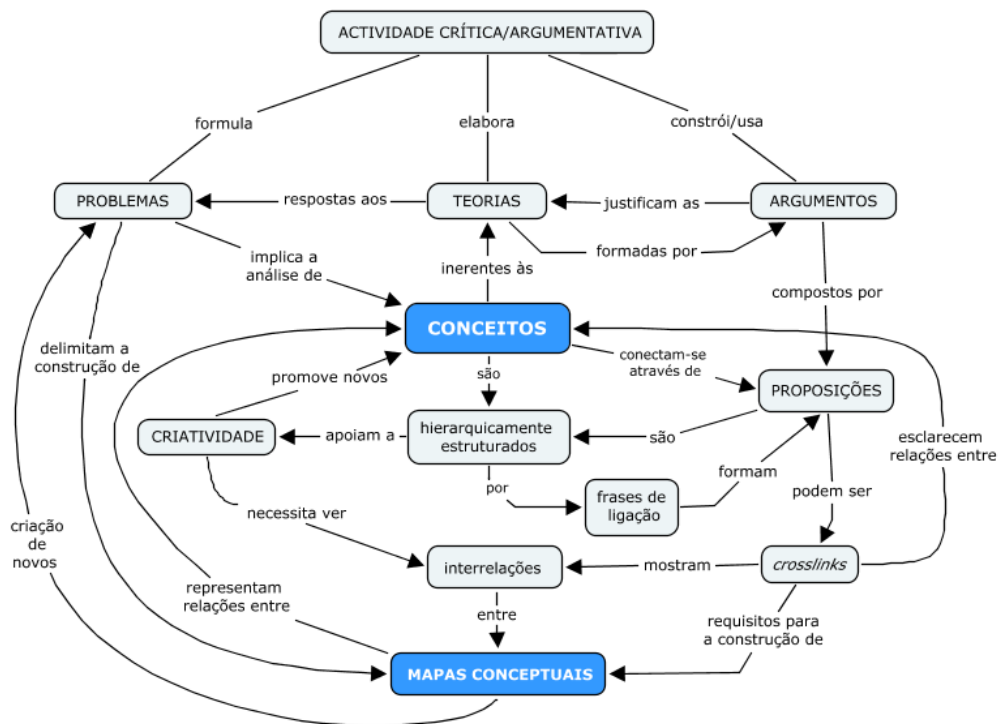 ACTIVIDADE CRÍTICA/ARGUMENTATIVA
formula
elabora
constrói/usa
PROBLEMAS
respostas aos
TEORIAS
justificam as
ARGUMENTOS
implica a
análise de
inerentes às
formadas por
compostos por
CONCEITOS
delimitam a
construção de
promove novos
são
conectam-se
através de
PROPOSIÇÕES
CRIATIVIDADE
apoiam a
hierarquicamente
estruturados
são
esclarecem
relações entre
por
formam
frases de
ligação
podem ser
necessita ver
criação
de
novos
representam
relações entre
interrelações
mostram
crosslinks
entre
requisitos para
a construção de
MAPAS CONCEPTUAIS